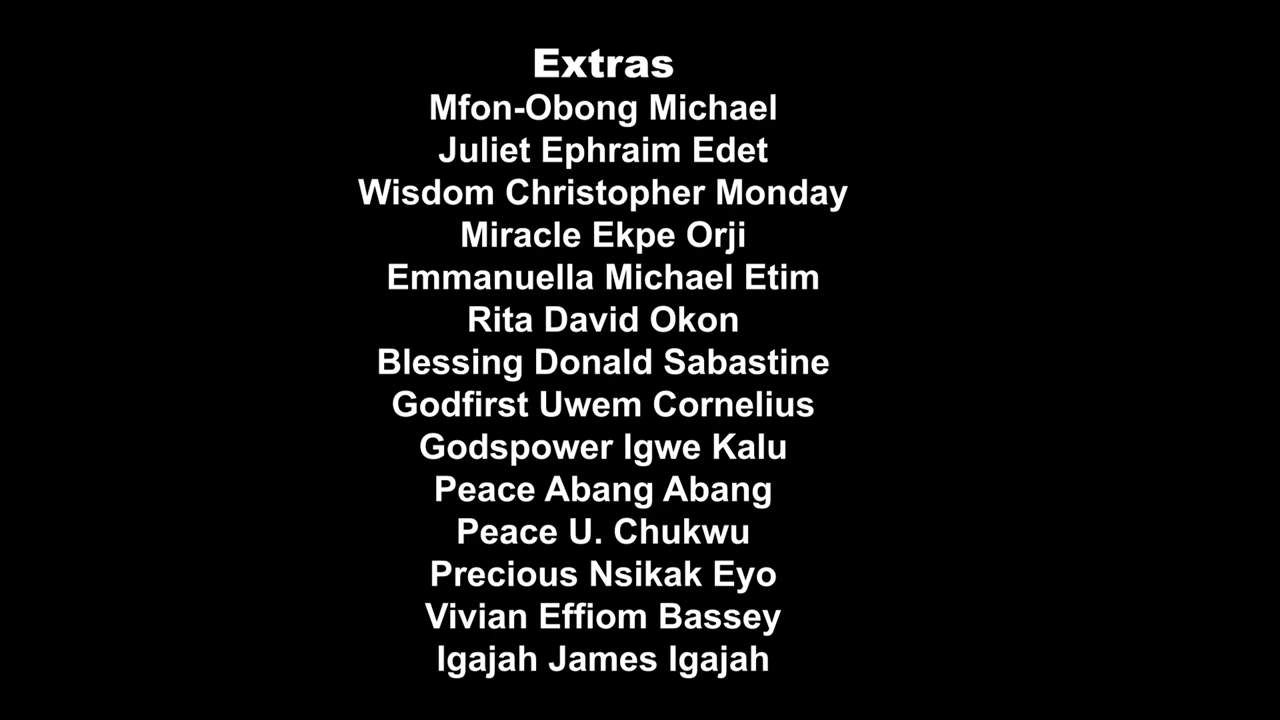 Extras
Mfon-Obong Michael
Juliet Ephraim Edet
Wisdom Christopher Monday
Miracle Ekpe Orji
Emmanuella Michael Etim
Rita David Okon
Blessing Donald Sabastine
Godfirst Uwem Cornelius
Godspower Igwe Kalu
Peace Abang Abang
Peace U. Chukwu
Precious Nsikak Eyo
Vivian Effiom Bassey
Igajah James Igajah